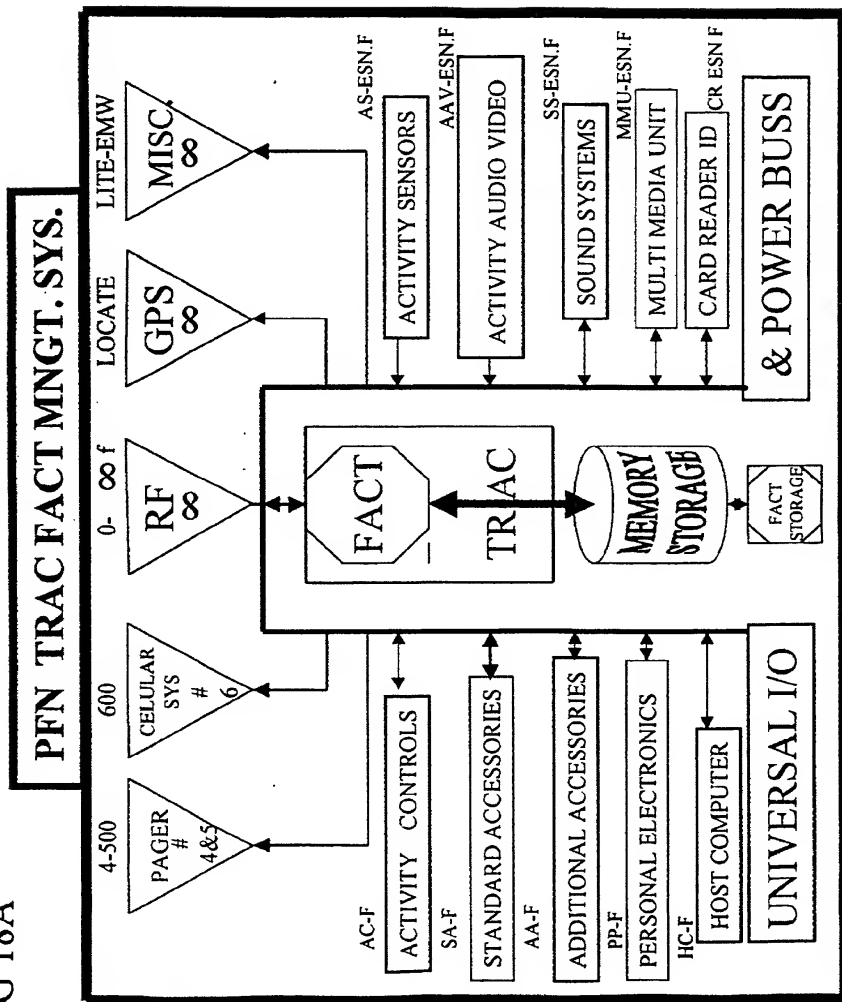 G 18A
PFN TRAC FACT MNGT. SYS.
4-500
600
0- ∞ f
LOCATE
LITE-EMW
PAGER
#
4&5
CELULAR
SYS
#
6
RF
∞
GPS
∞
MISC.
∞
AC-F
ACTIVITY CONTROLS
SA-F
STANDARD ACCESSORIES
AA-F
ADDITIONAL ACCESSORIES
PP-F
PERSONAL ELECTRONICS
HC-F
HOST COMPUTER
UNIVERSAL I/O
FACT
TRAC
MEMORY
STORAGE
FACT
STORAGE
AS-ESN.F
ACTIVITY SENSORS
AAV-ESN.F
ACTIVITY AUDIO VIDEO
SS-ESN.F
SOUND SYSTEMS
MMU-ESN.F
MULTI MEDIA UNIT
CR ESN F
CARD READER ID
& POWER BUSS